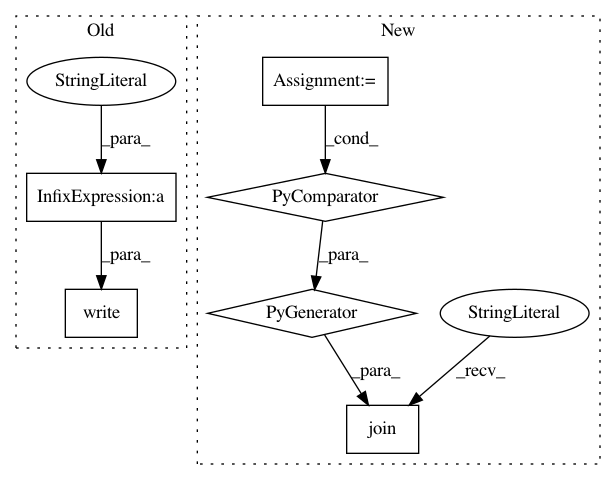 Old
StringLiteral
_para_
InfixExpression:a
_para_
write
New
Assignment:=
_cond_
PyComparator
_para_
PyGenerator
StringLiteral
_para_
_recv_
join